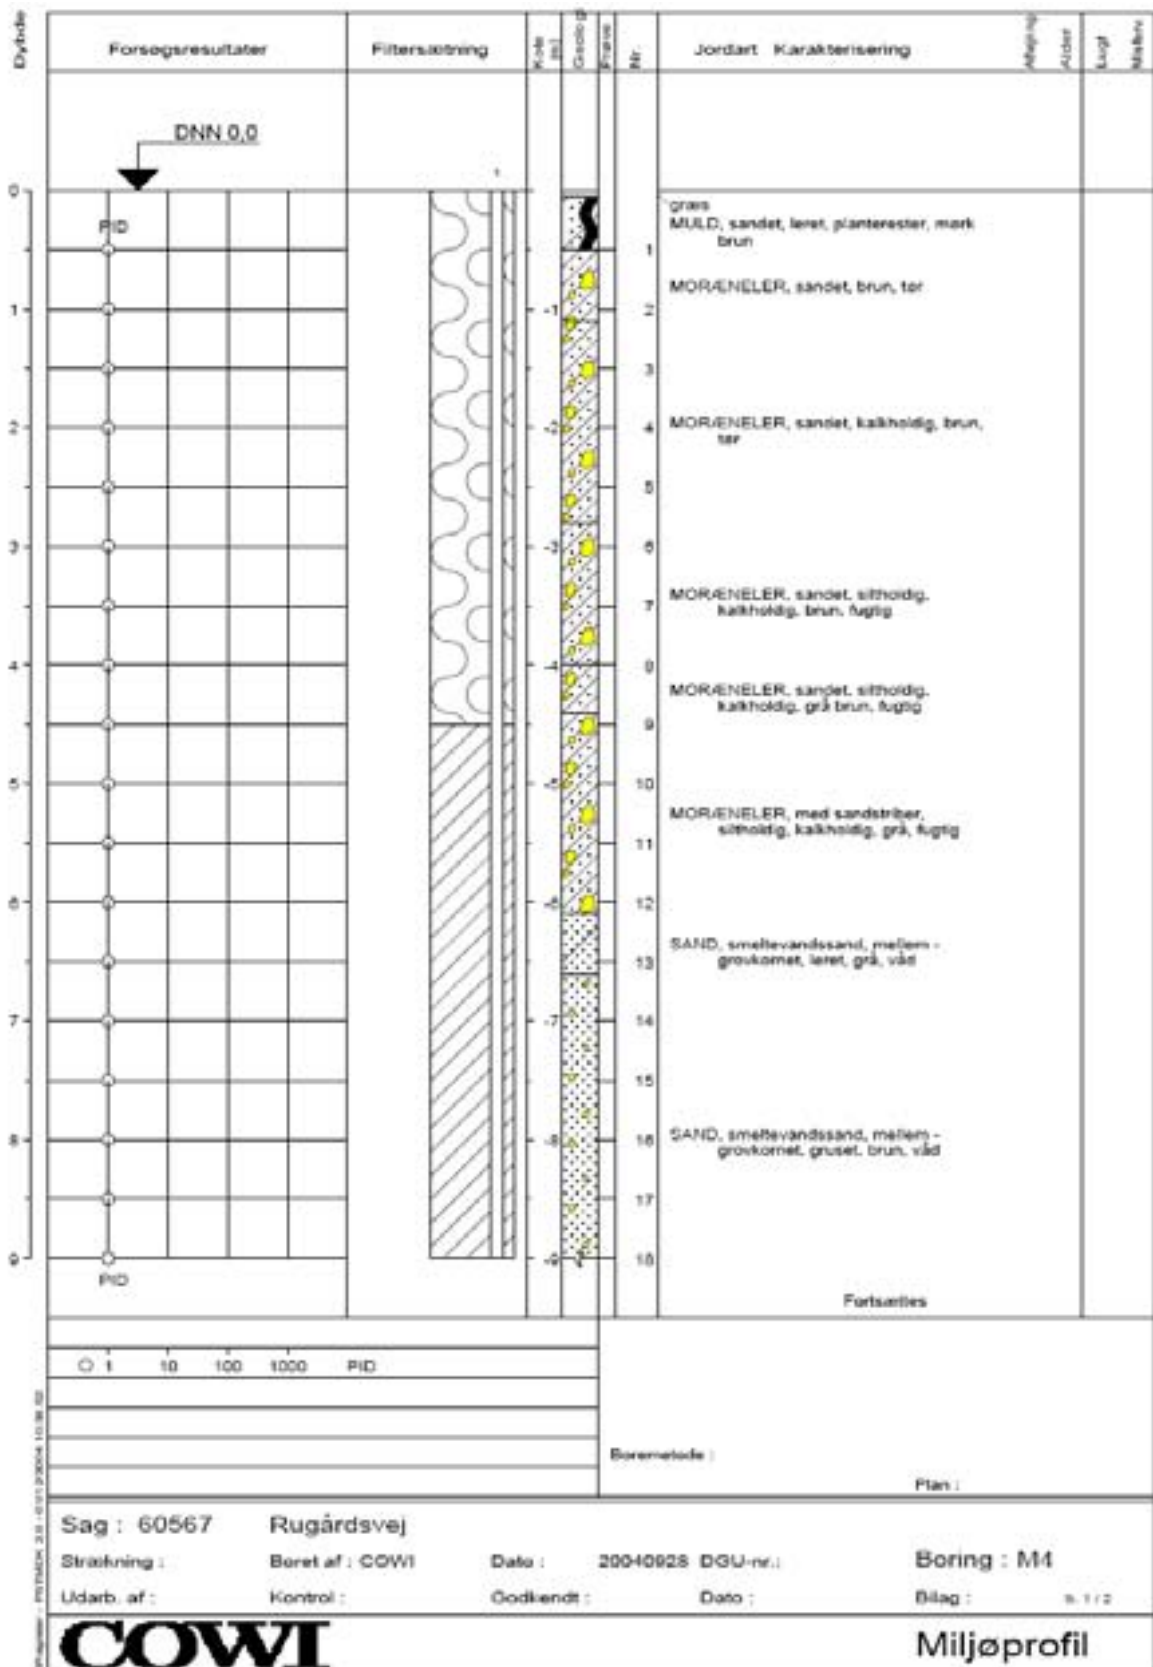 Dybde
Forsøgsresultater Filtersætning Kote (m) Geologi Prøve Nr. Jordart Karakterisering Aflejring Alder Lugt Misfarv.
DNN 0,0
1
0
græs
PID MULD, sandet, leret, planterester, mørk
brun
1
MORÆNELER, sandet, brun, tør
1 -1 2
3
MORÆNELER, sandet, kalkholdig, brun,
tør
2 -2 4
5
3 -3 6
MORÆNELER, sandet, siltholdig,
kalkholdig, brun, fugtig
7
4 -4 8
MORÆNELER, sandet, siltholdig,
kalkholdig, grå brun, fugtig
9
5 -5 10
MORÆNELER, med sandstriber,
siltholdig, kalkholdig, grå, fugtig
11
6 -6 12
SAND, smeltevandssand, mellem -
grovkornet, leret, grå, våd
13
7 -7 14
15
8 -8 16
SAND, smeltevandssand, mellem -
grovkornet, gruset, brun, våd
17
9 -9 18
PID
Fortsættes
1 10 100 1000 PID
Boremetode :
Plan :
Sag : 60567 Rugårdsvej
Strækning : Boret af : COWI Dato : 20040928 DGU-nr.: Boring : M4
Udarb. af : Kontrol : Godkendt : Dato : Bilag : S. 1 / 2
COWI Miljøprofil